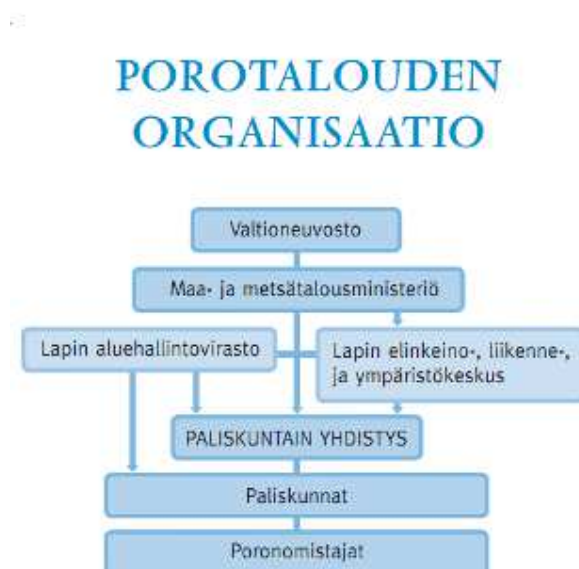 POROTALOUDEN
ORGANISAATIO
Valtioneuvosto
Maa- ja metsätalousministeriö
Lapin aluehallintovirasto
Lapin elinkeino-, liikenne-,
ja ympäristökeskus
PALISKUNTAIN YHDISTYS
Paliskunnat
Poronomistajat